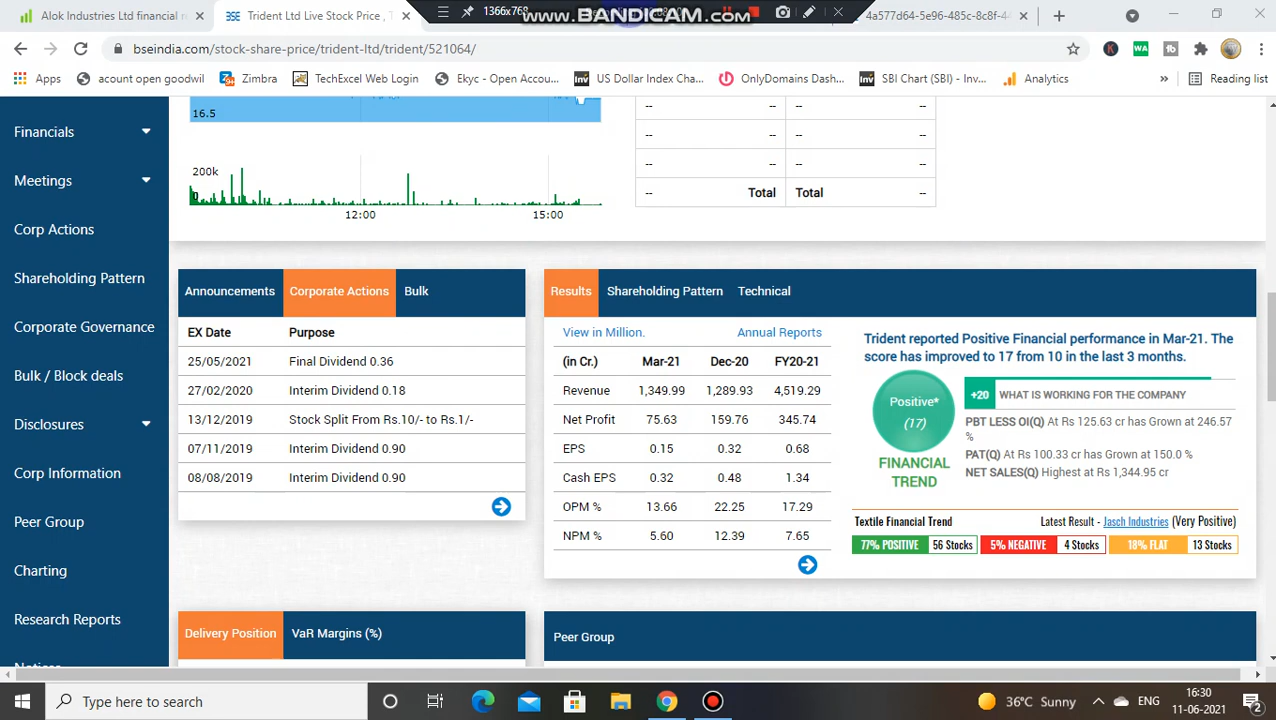 Alok Industries Ltd financial r
Trident Ltd Live Stock Price ,
1366x768
www.BANDICAM.com
4a577d64-5e96-485c-8c8f-4
bseindia.com/stock-share-price/trident-ltd/trident/521064/
Apps
acount open goodwil
Zimbra
TechExcel Web Login
Ekyc - Open Accou...
US Dollar Index Cha...
OnlyDomains Dash...
SBI Chart (SBI) - Inv...
Analytics
»
Reading list
Financials
Meetings
Corp Actions
Shareholding Pattern
Corporate Governance
Bulk / Block deals
Disclosures
Corp Information
Peer Group
Charting
Research Reports
16.5
200k
0
12:00 15:00
-- -- -- --
-- -- -- --
-- -- -- --
-- Total Total --
Announcements Corporate Actions Bulk
EX Date Purpose
25/05/2021 Final Dividend 0.36
27/02/2020 Interim Dividend 0.18
13/12/2019 Stock Split From Rs.10/- to Rs.1/-
07/11/2019 Interim Dividend 0.90
08/08/2019 Interim Dividend 0.90
Results Shareholding Pattern Technical
View in Million. Annual Reports
(in Cr.) Mar-21 Dec-20 FY20-21
Revenue 1,349.99 1,289.93 4,519.29
Net Profit 75.63 159.76 345.74
EPS 0.15 0.32 0.68
Cash EPS 0.32 0.48 1.34
OPM % 13.66 22.25 17.29
NPM % 5.60 12.39 7.65
Trident reported Positive Financial performance in Mar-21. The
score has improved to 17 from 10 in the last 3 months.
Positive*
(17)
FINANCIAL
TREND
+20 WHAT IS WORKING FOR THE COMPANY
PBT LESS OI(Q) At Rs 125.63 cr has Grown at 246.57
%
PAT(Q) At Rs 100.33 cr has Grown at 150.0 %
NET SALES(Q) Highest at Rs 1,344.95 cr
Textile Financial Trend
Latest Result - Jasch Industries (Very Positive)
77% POSITIVE 56 Stocks 5% NEGATIVE 4 Stocks 18% FLAT 13 Stocks
Delivery Position VaR Margins (%)
Peer Group
Type here to search
36°C Sunny
ENG
16:30
11-06-2021
2